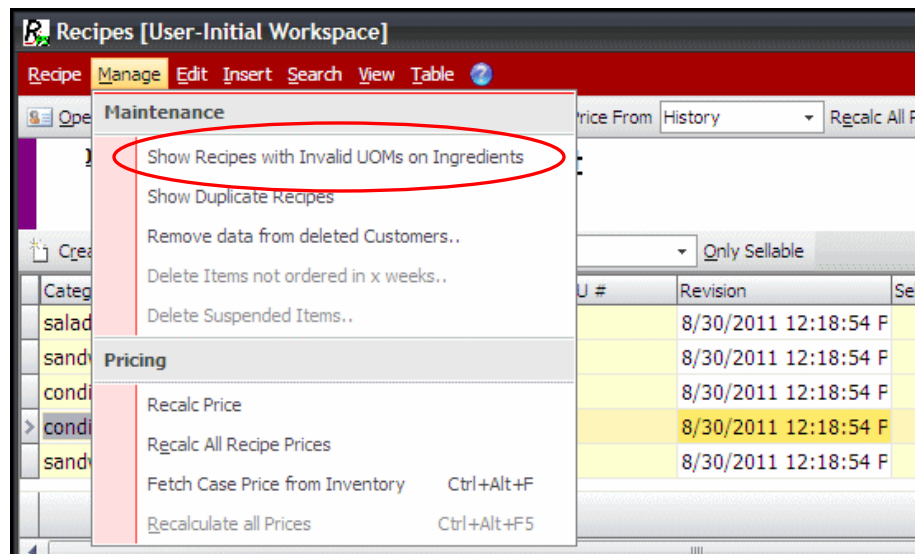 Recipes [User-Initial Workspace]
Recipe Manage Edit Insert Search View Table
Maintenance
Price From History Recalc All
Show Recipes with Invalid UOMs on Ingredients
Show Duplicate Recipes
Remove data from deleted Customers..
Only Sellable
Delete Items not ordered in x weeks..
Revision
Delete Suspended Items..
8/30/2011 12:18:54 P
Pricing
8/30/2011 12:18:54 P
8/30/2011 12:18:54 P
Recalc Price
8/30/2011 12:18:54 P
Recalc All Recipe Prices
8/30/2011 12:18:54 P
Fetch Case Price from Inventory Ctrl+Alt+F
Recalculate all Prices Ctrl+Alt+F5